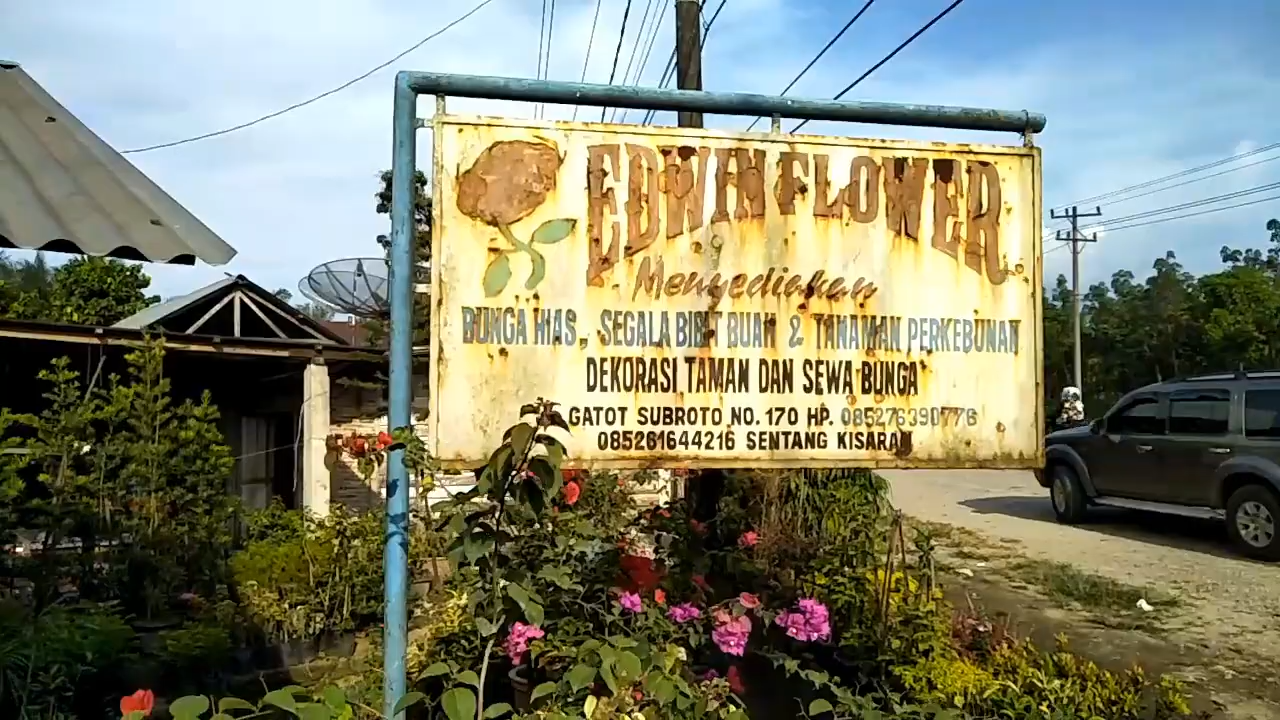 EDWIN FLOWER
Menyediakan
BUNGA HIAS, SEGALA BIBIT BUAH & TANAMAN PERKEBUNAN
DEKORASI TAMAN DAN SEWA BUNGA
GATOT SUBROTO NO. 170 HP. 085276390776
085261644216 SENTANG KISARAN